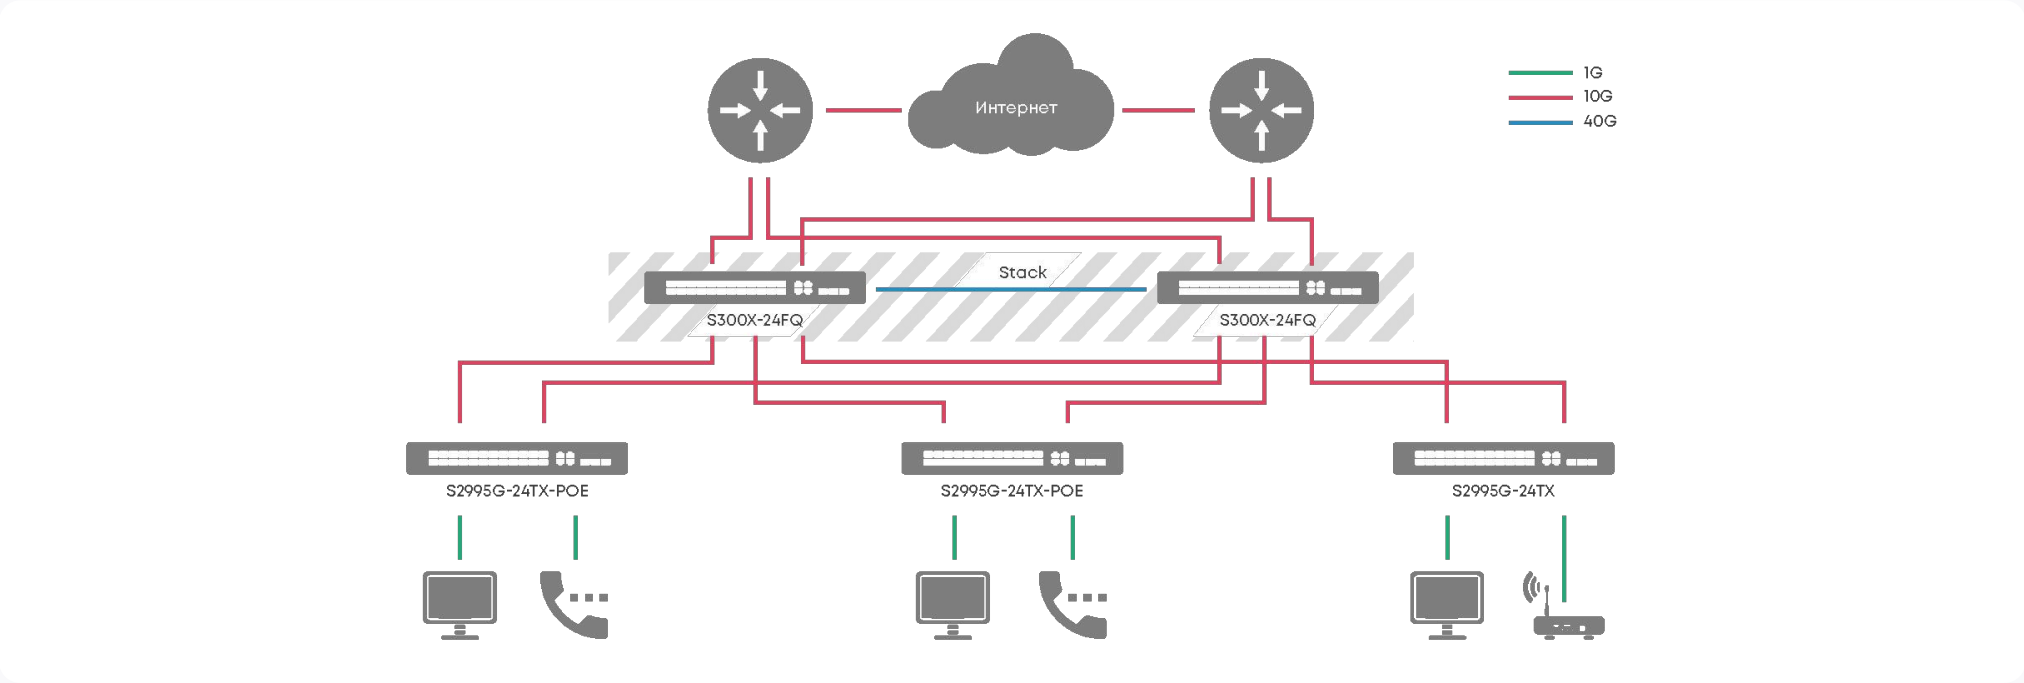 Интернет
1G
10G
40G
Stack
S300X-24FQ
S300X-24FQ
S2995G-24TX-POE
S2995G-24TX-POE
S2995G-24TX